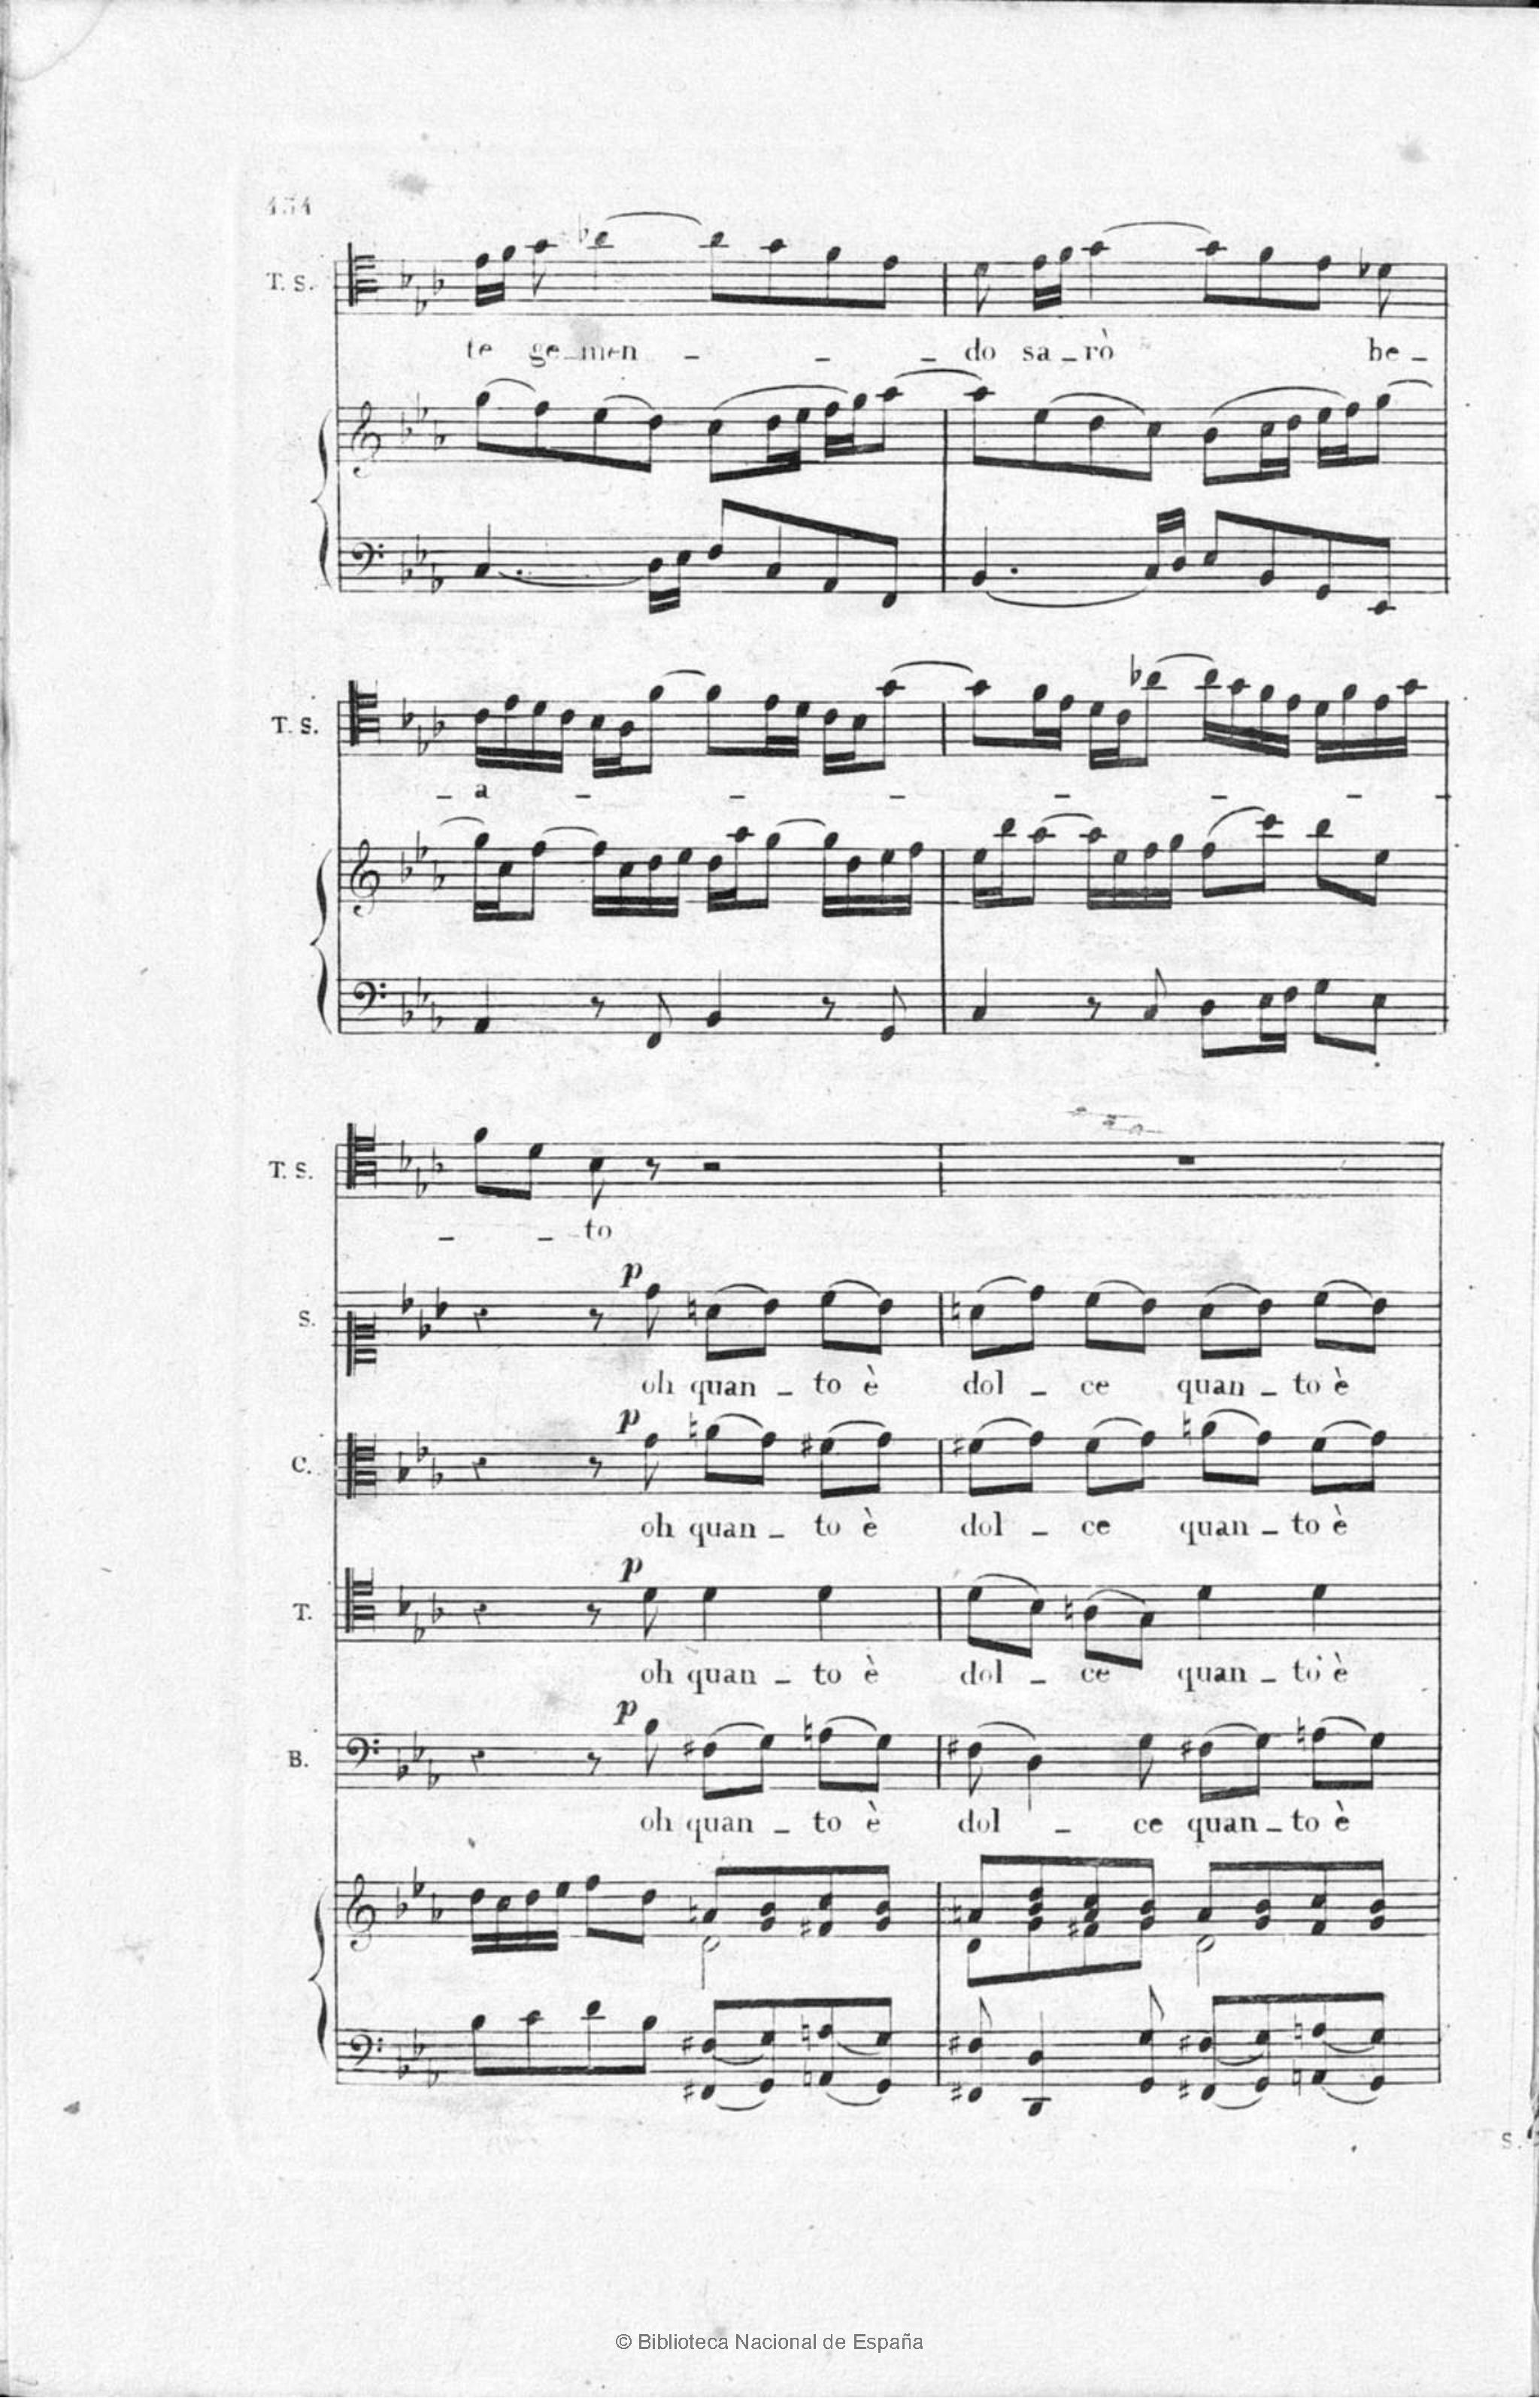 434
T. S.
te ge_men _ _ _ do sa_rò be_
T. S.
_ a _ _ _ _ _ _ _
T. S.
_ _ to
p
S.
oh quan _ to è dol _ ce quan _ to è
p
C.
oh quan _ to è dol _ ce quan _ to è
p
T.
oh quan _ to è dol _ ce quan _ to è
p
B.
oh quan _ to è dol _ ce quan _ to è
S.
© Biblioteca Nacional de España